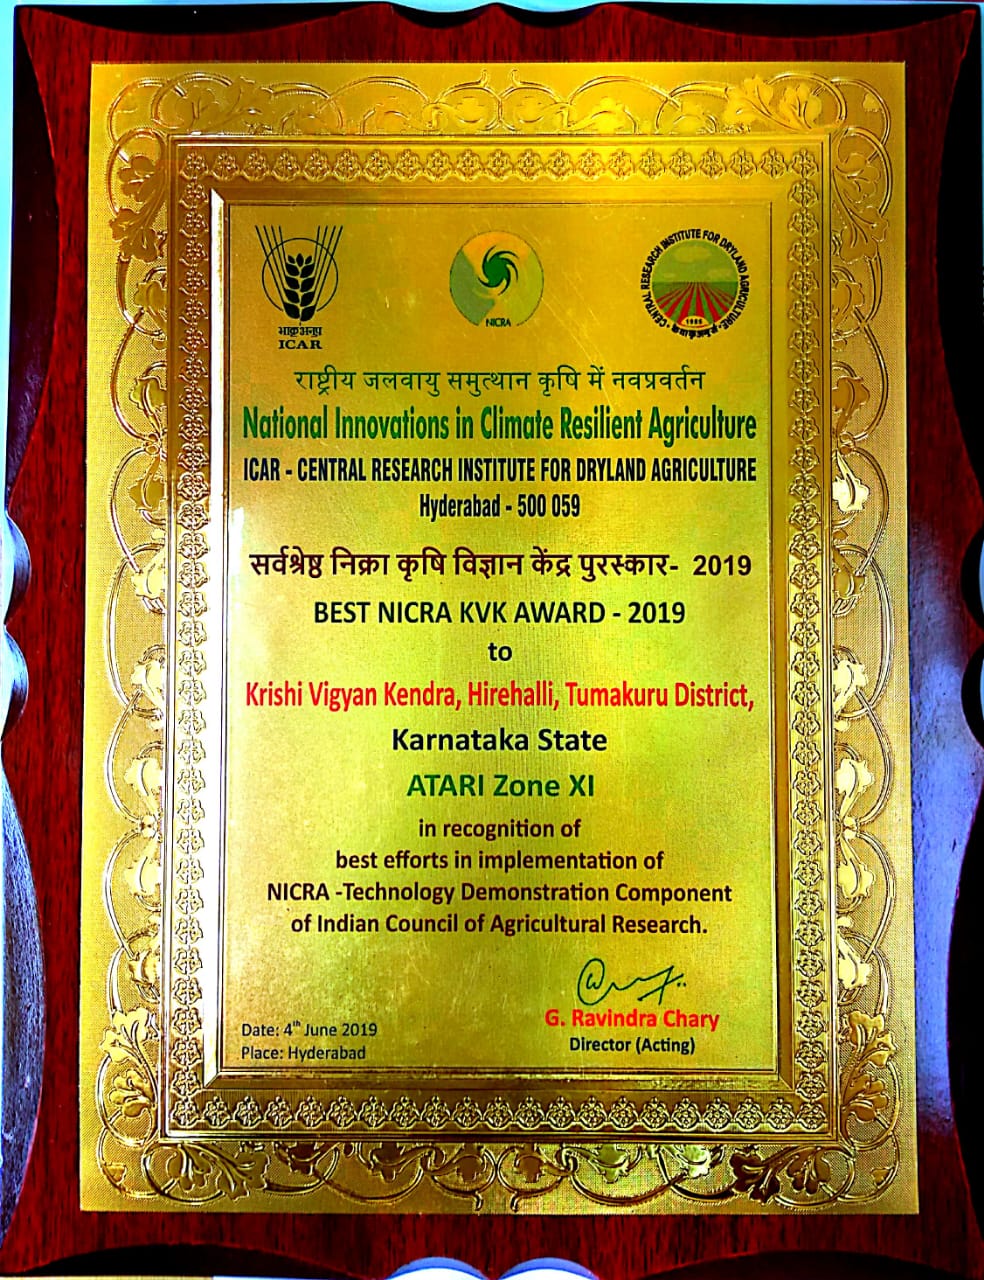 भाकृअनुप
ICAR
NICRA
CENTRAL RESEARCH INSTITUTE FOR DRYLAND AGRICULTURE
1985
राष्ट्रीय जलवायु समुत्थान कृषि में नवप्रवर्तन
National Innovations in Climate Resilient Agriculture
ICAR - CENTRAL RESEARCH INSTITUTE FOR DRYLAND AGRICULTURE
Hyderabad - 500 059
सर्वश्रेष्ठ निक्रा कृषि विज्ञान केंद्र पुरस्कार- 2019
BEST NICRA KVK AWARD - 2019
to
Krishi Vigyan Kendra, Hirehalli, Tumakuru District,
Karnataka State
ATARI Zone XI
in recognition of
best efforts in implementation of
NICRA -Technology Demonstration Component
of Indian Council of Agricultural Research.
G. Ravindra Chary
Director (Acting)
Date: 4th June 2019
Place: Hyderabad